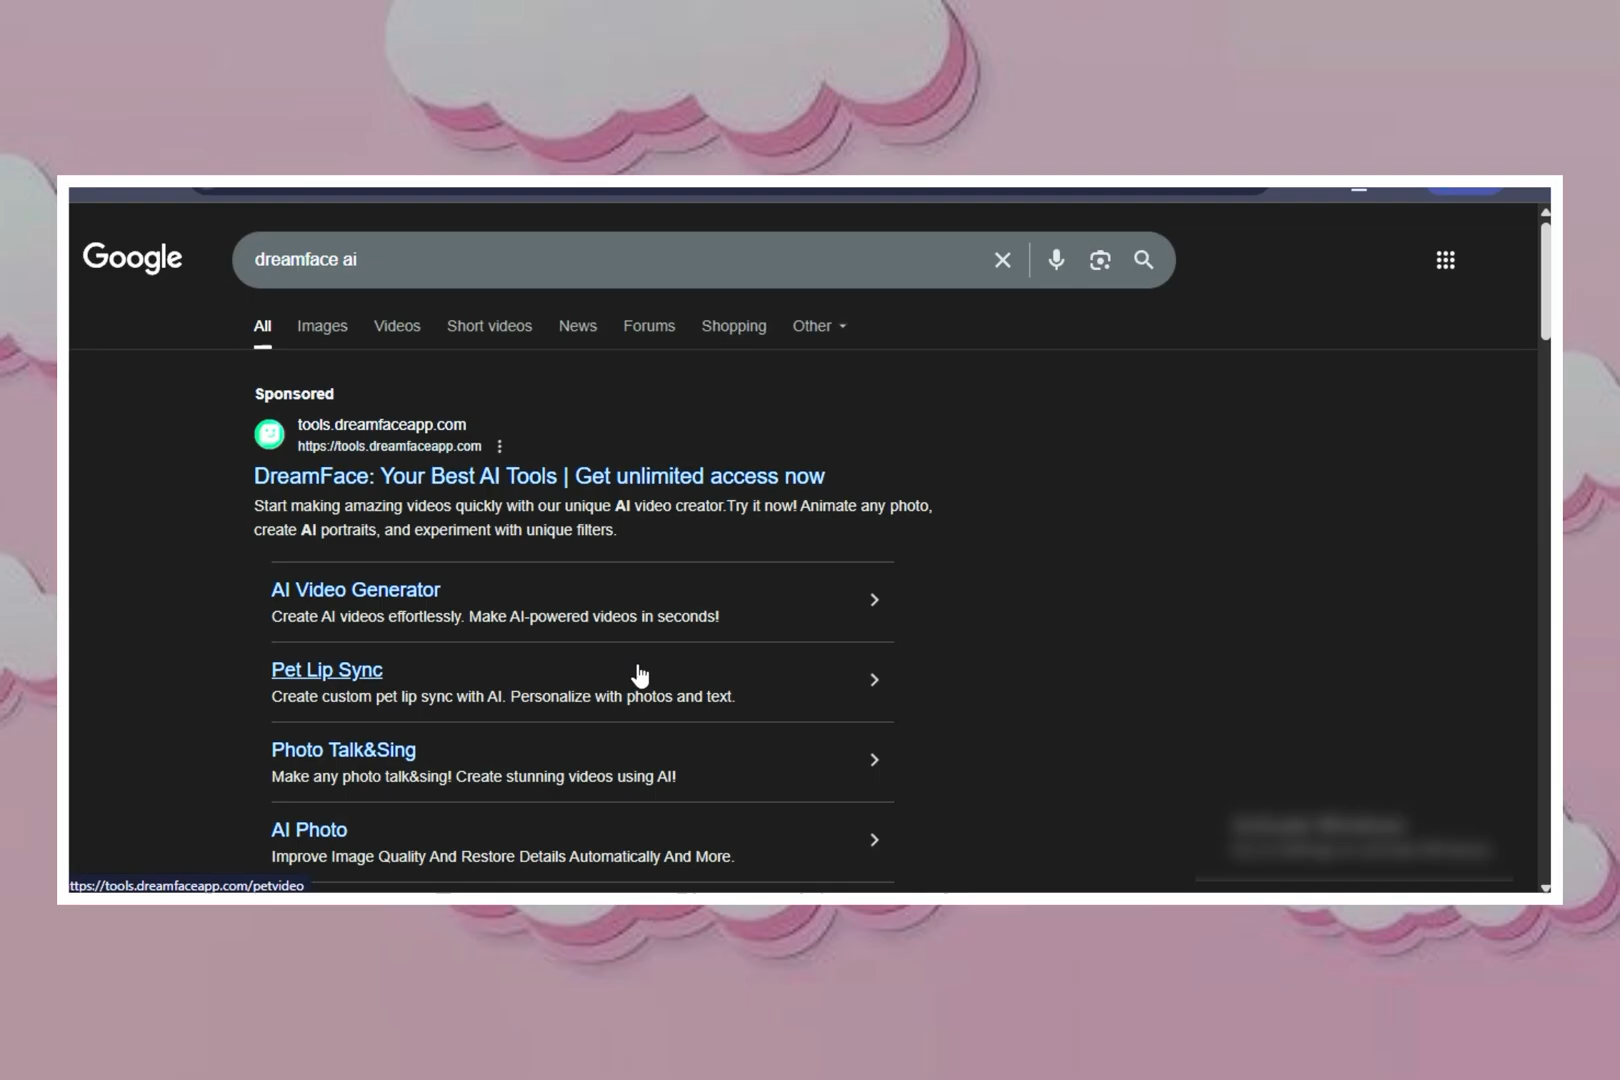 Google
dreamface ai
All Images Videos Short videos News Forums Shopping Other
Sponsored
tools.dreamfaceapp.com
https://tools.dreamfaceapp.com
DreamFace: Your Best AI Tools | Get unlimited access now
Start making amazing videos quickly with our unique AI video creator.Try it now! Animate any photo,
create AI portraits, and experiment with unique filters.
AI Video Generator
Create AI videos effortlessly. Make AI-powered videos in seconds!
Pet Lip Sync
Create custom pet lip sync with AI. Personalize with photos and text.
Photo Talk&Sing
Make any photo talk&sing! Create stunning videos using AI!
AI Photo
Improve Image Quality And Restore Details Automatically And More.
ttps://tools.dreamfaceapp.com/petvideo